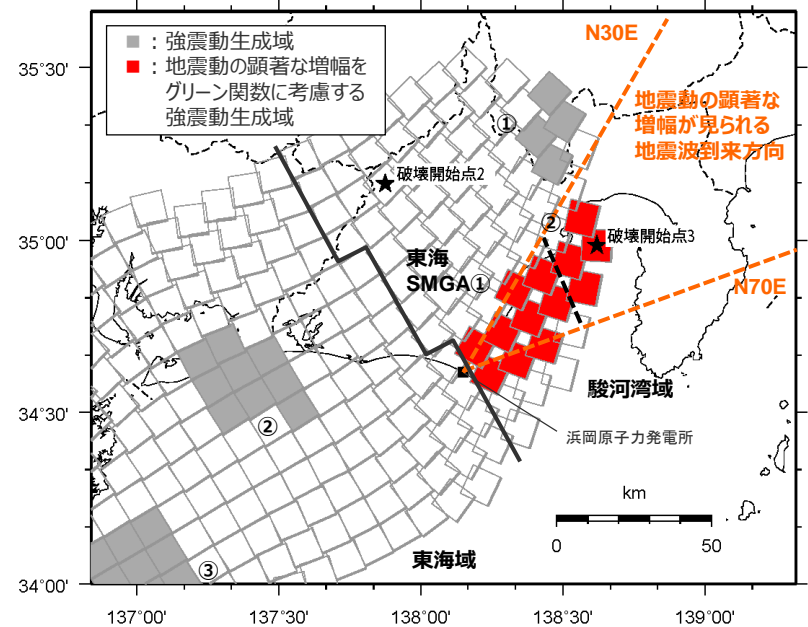 ：強震動生成域
：地震動の顕著な増幅を
グリーン関数に考慮する
強震動生成域
N30E
地震動の顕著な
増幅が見られる
地震波到来方向
①
破壊開始点2
②
破壊開始点3
東海
SMGA①
N70E
駿河湾域
②
浜岡原子力発電所
km
0
50
東海域
③
35°30'
35°00'
34°30'
34°00'
137°00'
137°30'
138°00'
138°30'
139°00'